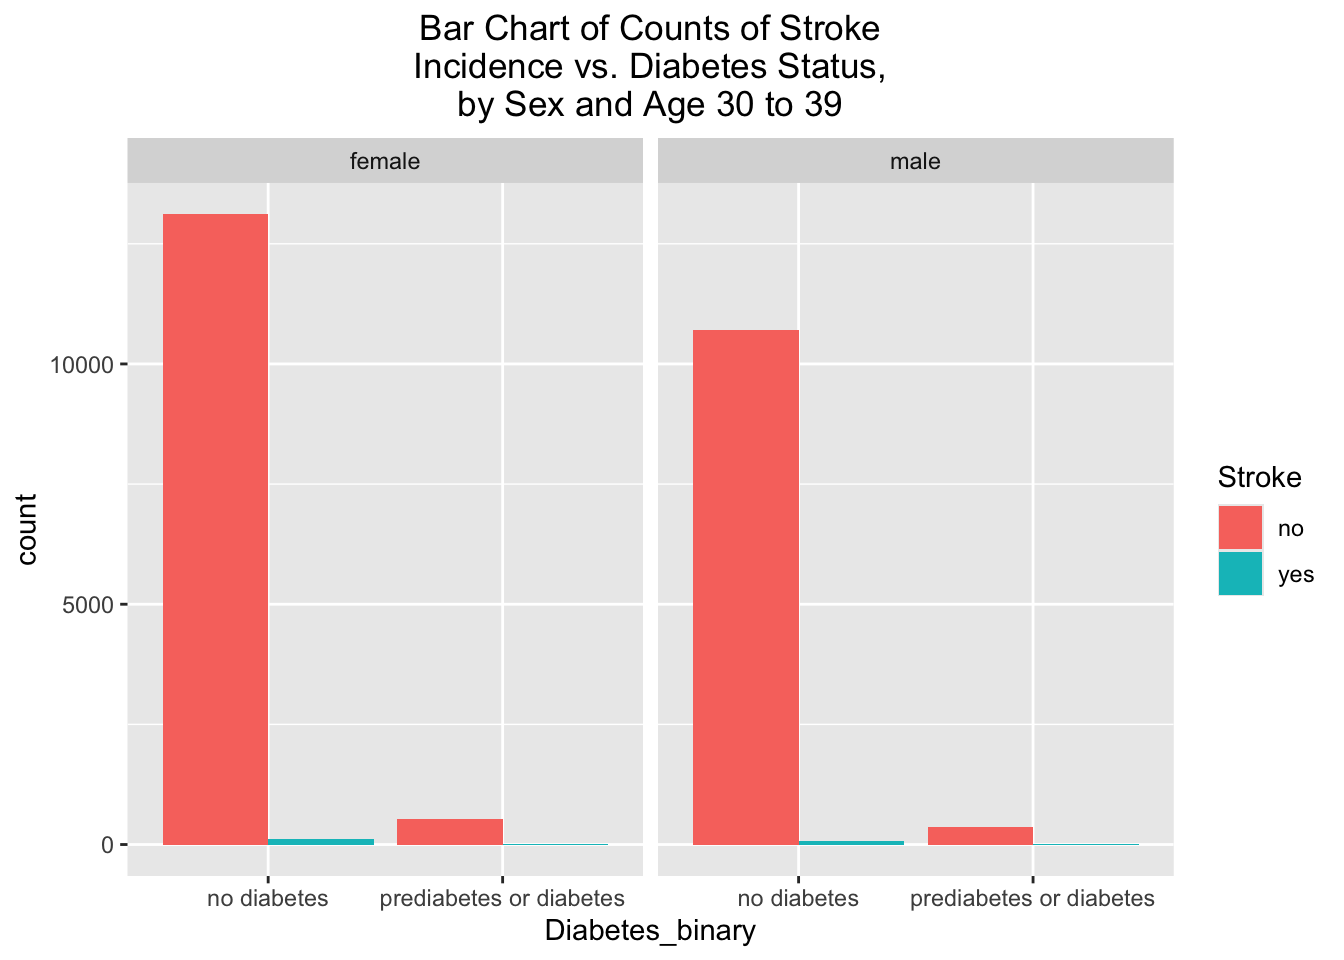 Bar Chart of Counts of Stroke
Incidence vs. Diabetes Status,
by Sex and Age 30 to 39
female
male
10000
5000
0
count
no diabetes
prediabetes or diabetes
no diabetes
prediabetes or diabetes
Diabetes_binary
Stroke
no
yes